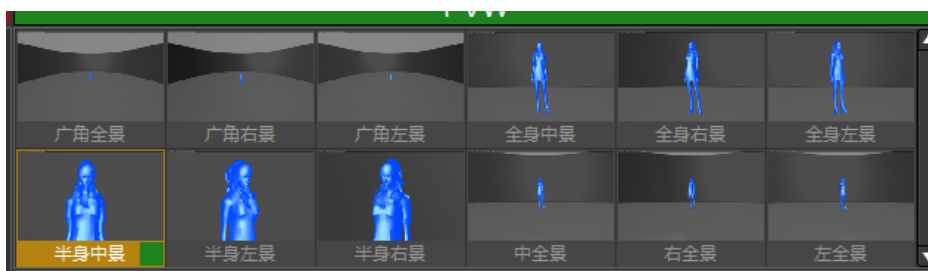 广角全景 广角右景 广角左景 全身中景 全身右景 全身左景
半身中景 半身左景 半身右景 中全景 右全景 左全景